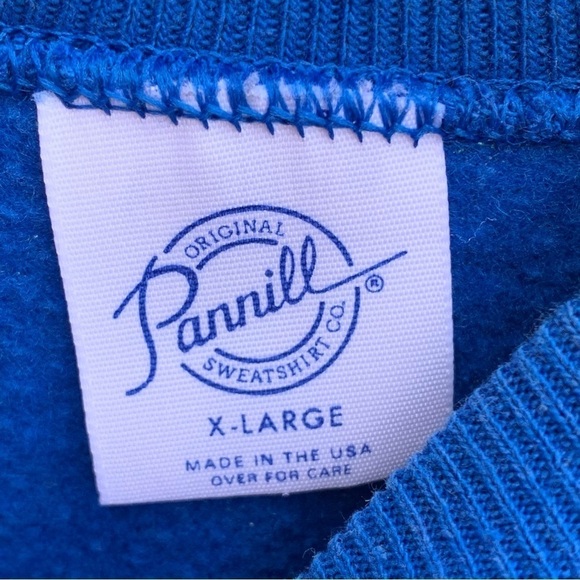 ORIGINAL
Pannill ®
SWEATSHIRT CO.
X-LARGE
MADE IN THE USA
OVER FOR CARE